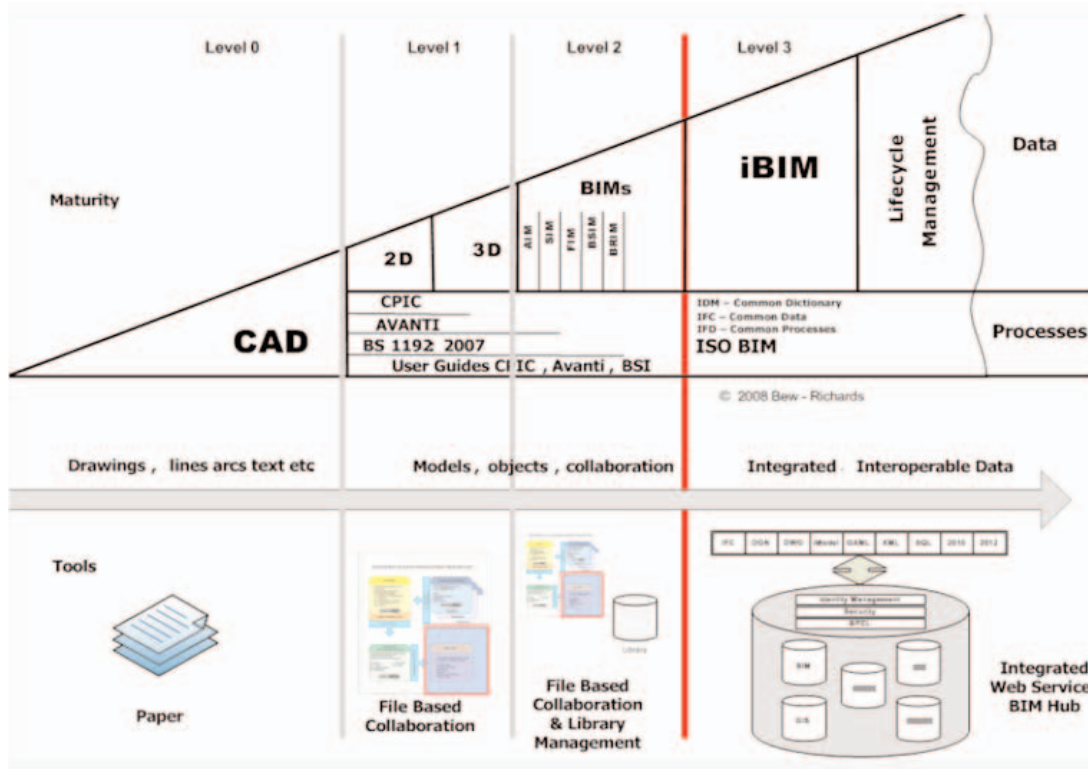 Level 0
Level 1
Level 2
Level 3
Maturity
CAD
2D
3D
BIMs
AIM
SIM
FIM
BSIM
BRIM
iBIM
Lifecycle
Management
Data
CPIC
AVANTI
BS 1192: 2007
User Guides CPIC , Avanti , BSI
IDM – Common Dictionary
IFC – Common Data
IFD – Common Processes
ISO BIM
Processes
© 2008 Bew - Richards
Drawings , lines arcs text etc
Models , objects , collaboration
Integrated Interoperable Data
Tools
Paper
File Based
Collaboration
Library
File Based
Collaboration
& Library
Management
IFC
DWG
XML
SQL
2010
2012
Identity Management
Security
BIM
GIS
Integrated
Web Service
BIM Hub